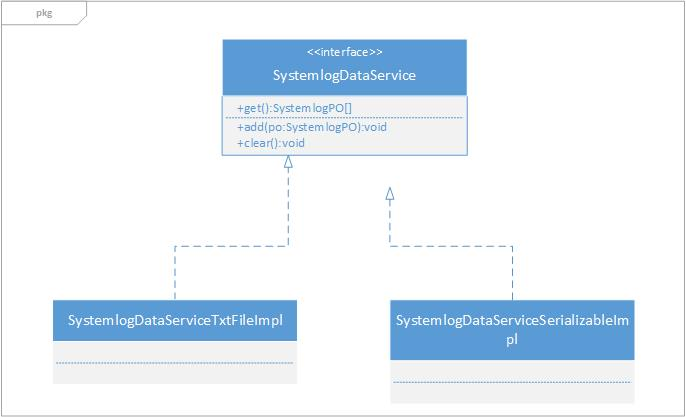 pkg
<<interface>>
SystemlogDataService
+get():SystemlogPO[]
+add(po:SystemlogPO):void
+clear():void
SystemlogDataServiceTxtFileImpl
SystemlogDataServiceSerializableIm
pl